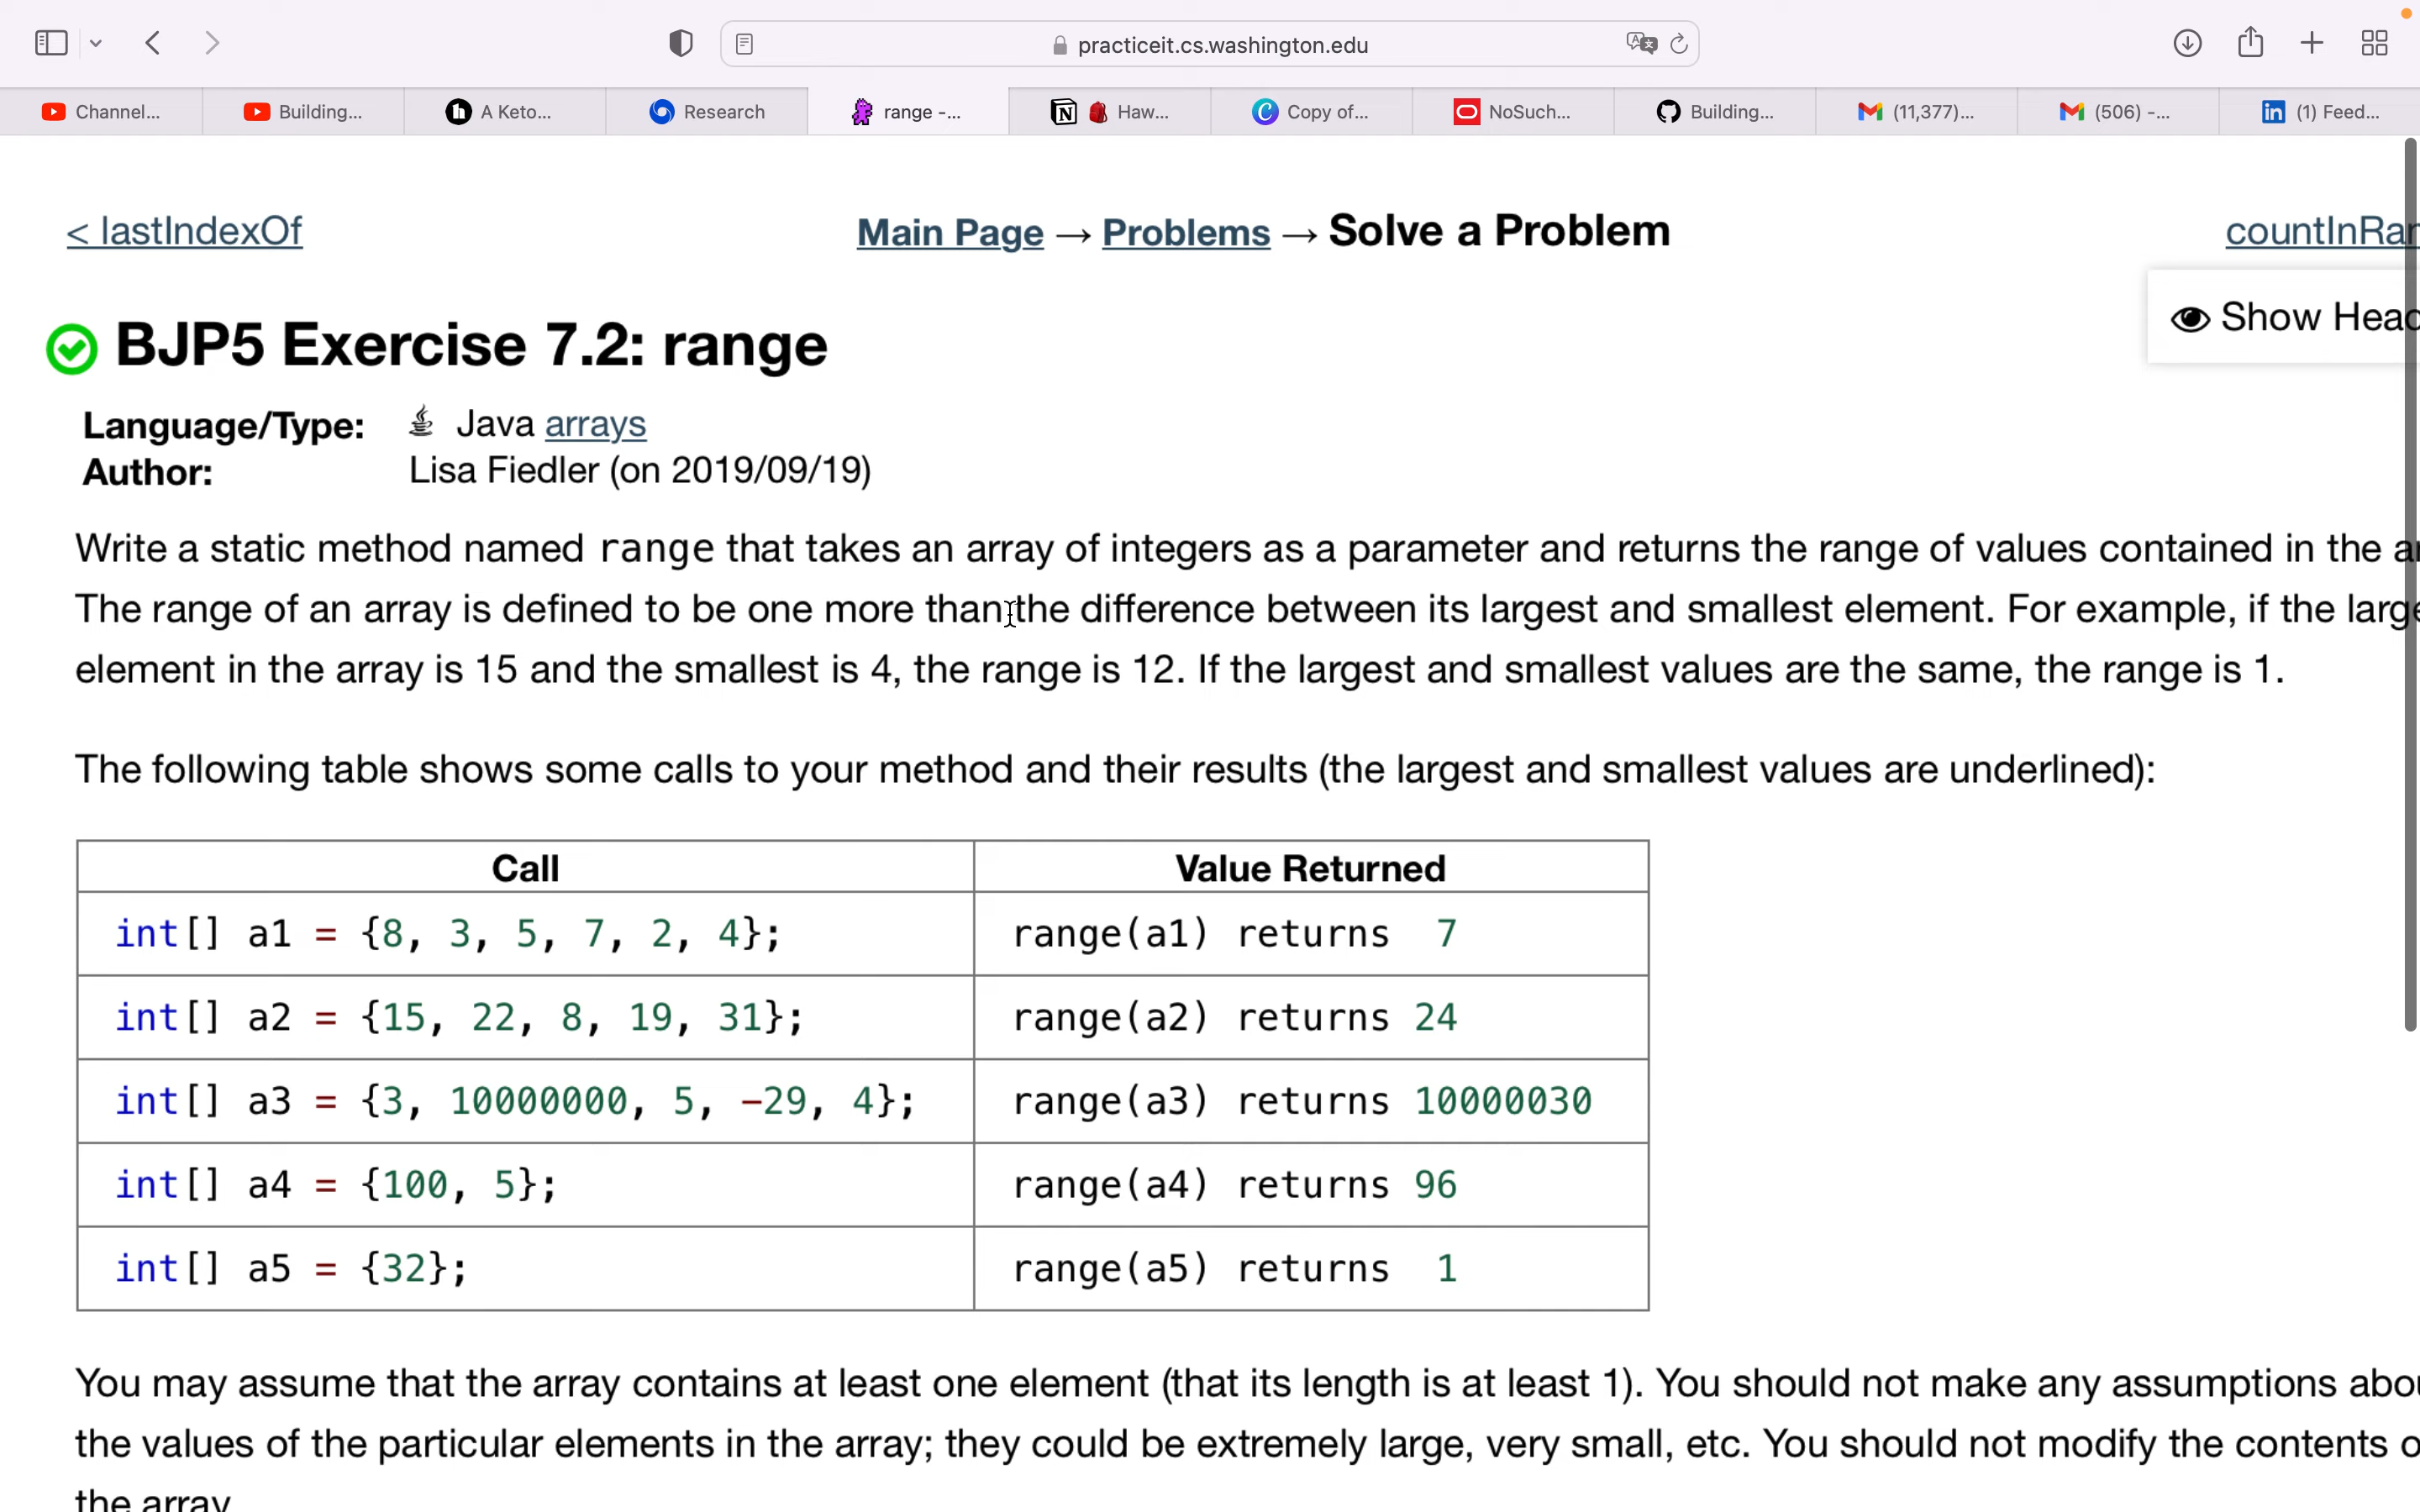 practiceit.cs.washington.edu
Channel... Building... A Keto... Research range -... Haw... Copy of... NoSuch... Building... (11,377)... (506) -... (1) Feed...
< lastIndexOf Main Page → Problems → Solve a Problem countInRan
Show Head
BJP5 Exercise 7.2: range
Language/Type: Java arrays
Author: Lisa Fiedler (on 2019/09/19)
Write a static method named range that takes an array of integers as a parameter and returns the range of values contained in the
The range of an array is defined to be one more than the difference between its largest and smallest element. For example, if the large
element in the array is 15 and the smallest is 4, the range is 12. If the largest and smallest values are the same, the range is 1.
The following table shows some calls to your method and their results (the largest and smallest values are underlined):
Call Value Returned
int[] a1 = {8, 3, 5, 7, 2, 4}; range(a1) returns 7
int[] a2 = {15, 22, 8, 19, 31}; range(a2) returns 24
int[] a3 = {3, 10000000, 5, −29, 4}; range(a3) returns 10000030
int[] a4 = {100, 5}; range(a4) returns 96
int[] a5 = {32}; range(a5) returns 1
You may assume that the array contains at least one element (that its length is at least 1). You should not make any assumptions abou
the values of the particular elements in the array; they could be extremely large, very small, etc. You should not modify the contents o
the array.